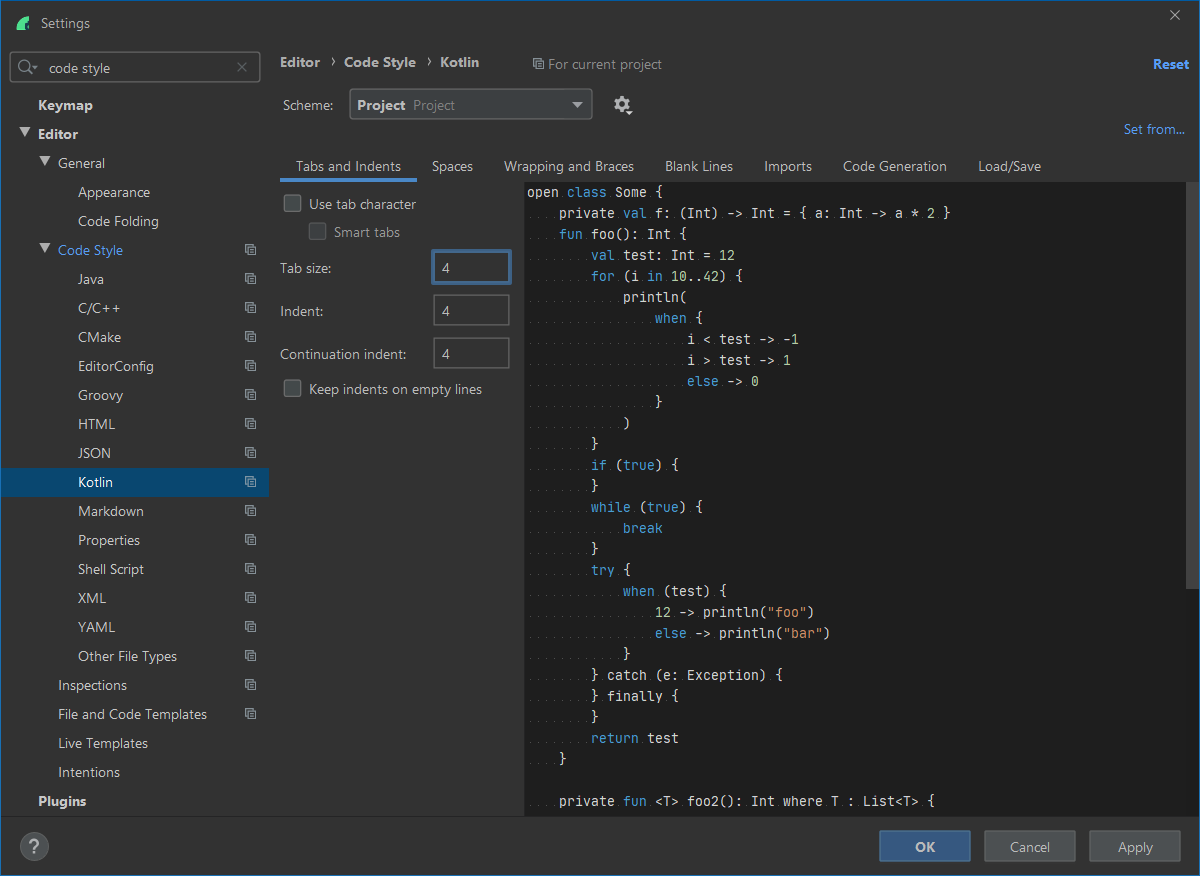 Settings
code style
Keymap
Editor
General
Appearance
Code Folding
Code Style
Java
C/C++
CMake
EditorConfig
Groovy
HTML
JSON
Kotlin
Markdown
Properties
Shell Script
XML
YAML
Other File Types
Inspections
File and Code Templates
Live Templates
Intentions
Plugins
Editor › Code Style › Kotlin For current project Reset
Scheme: Project Project
Set from...
Tabs and Indents Spaces Wrapping and Braces Blank Lines Imports Code Generation Load/Save
Use tab character
Smart tabs
Tab size: 4
Indent: 4
Continuation indent: 4
Keep indents on empty lines
open class Some {
    private val f: (Int) -> Int = { a: Int -> a * 2 }
    fun foo(): Int {
        val test: Int = 12
        for (i in 10..42) {
            println(
                when {
                    i < test -> -1
                    i > test -> 1
                    else -> 0
                }
            )
        }
        if (true) {
        }
        while (true) {
            break
        }
        try {
            when (test) {
                12 -> println("foo")
                else -> println("bar")
            }
        } catch (e: Exception) {
        } finally {
        }
        return test
    }
    private fun <T> foo2(): Int where T : List<T> {
? OK Cancel Apply